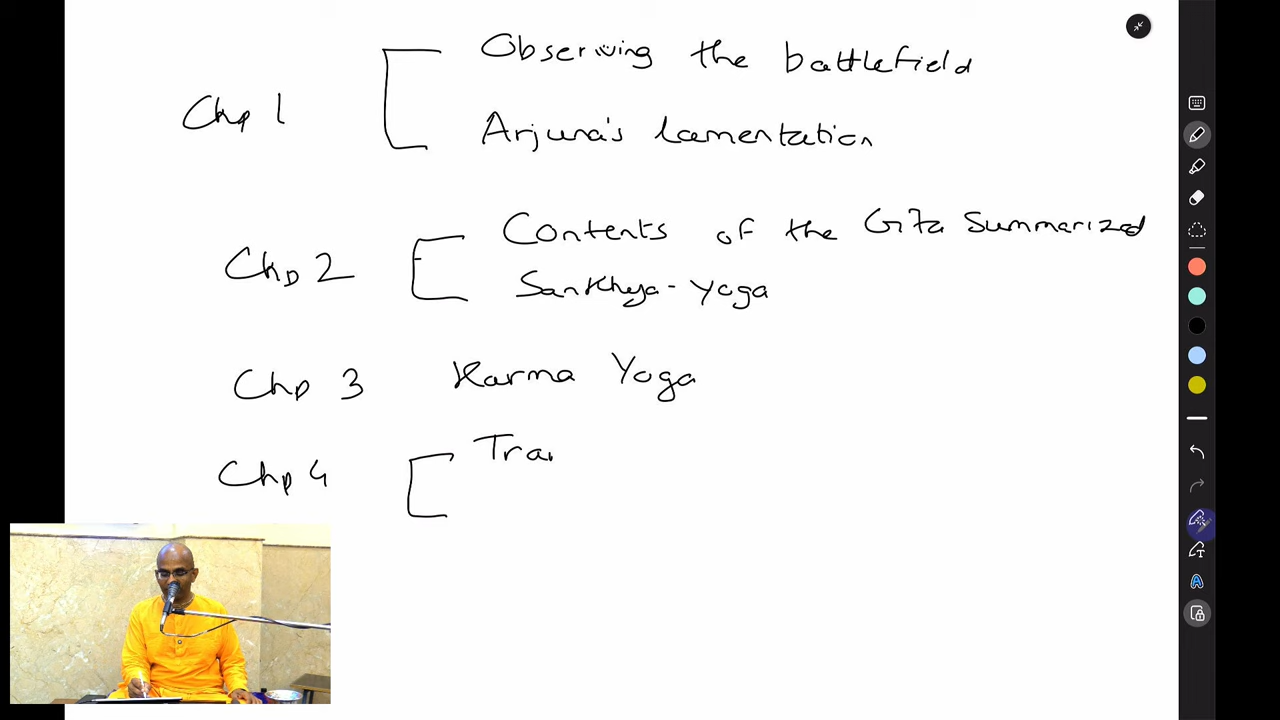 Chp 1
Observing the battlefield
Arjuna's lamentation
Chp 2
Contents of the Gita Summarized
Sankhya-yoga
Chp 3 Karma Yoga
Chp 4
Tra